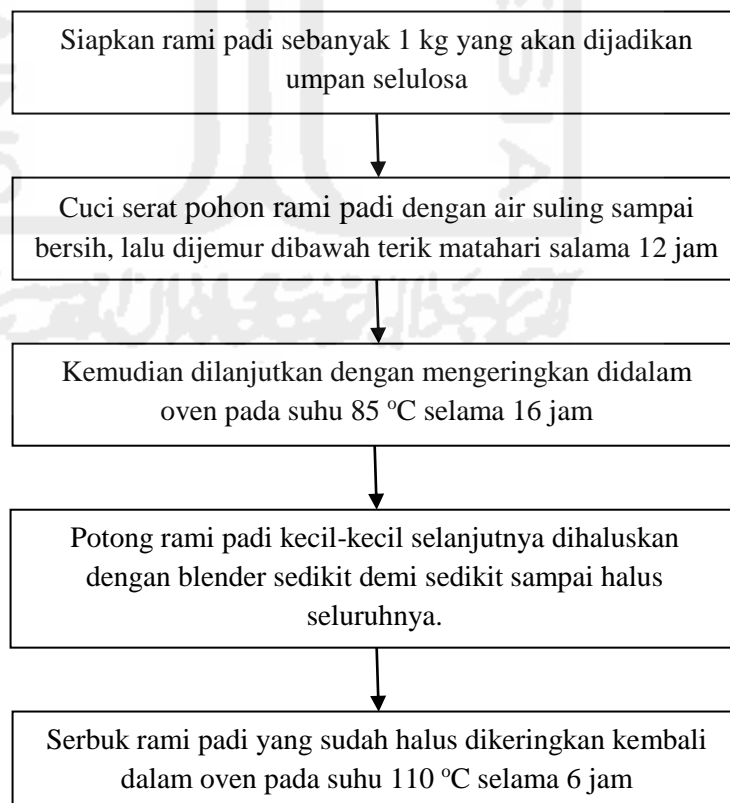 Siapkan rami padi sebanyak 1 kg yang akan dijadikan
umpan selulosa
Cuci serat pohon rami padi dengan air suling sampai
bersih, lalu dijemur dibawah terik matahari salama 12 jam
Kemudian dilanjutkan dengan mengeringkan didalam
oven pada suhu 85 °C selama 16 jam
Potong rami padi kecil-kecil selanjutnya dihaluskan
dengan blender sedikit demi sedikit sampai halus
seluruhnya.
Serbuk rami padi yang sudah halus dikeringkan kembali
dalam oven pada suhu 110 °C selama 6 jam